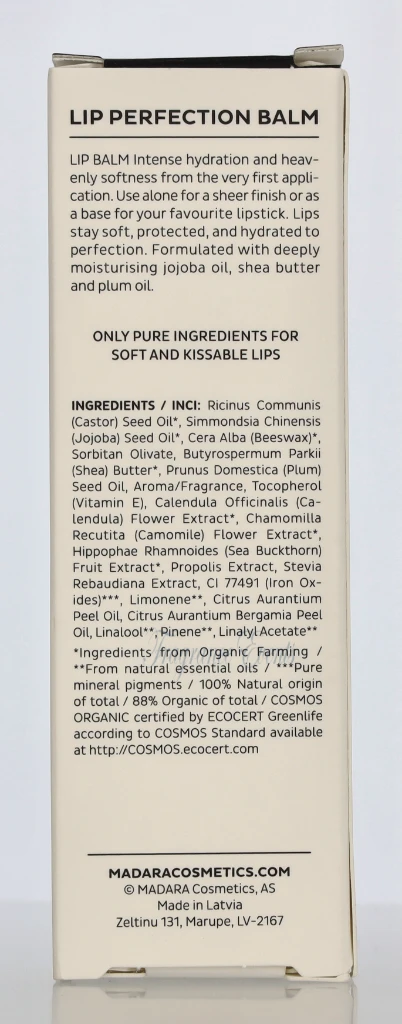 LIP PERFECTION BALM
LIP BALM Intense hydration and heav-
enly softness from the very first appli-
cation. Use alone for a sheer finish or as
a base for your favourite lipstick. Lips
stay soft, protected, and hydrated to
perfection. Formulated with deeply
moisturising jojoba oil, shea butter
and plum oil.
ONLY PURE INGREDIENTS FOR
SOFT AND KISSABLE LIPS
INGREDIENTS / INCI: Ricinus Communis
(Castor) Seed Oil*, Simmondsia Chinensis
(Jojoba) Seed Oil*, Cera Alba (Beeswax)*,
Sorbitan Olivate, Butyrospermum Parkii
(Shea) Butter*, Prunus Domestica (Plum)
Seed Oil, Aroma/Fragrance, Tocopherol
(Vitamin E), Calendula Officinalis (Ca-
lendula) Flower Extract*, Chamomilla
Recutita (Camomile) Flower Extract*,
Hippophae Rhamnoides (Sea Buckthorn)
Fruit Extract*, Propolis Extract, Stevia
Rebaudiana Extract, CI 77491 (Iron Ox-
ides)***, Limonene**, Citrus Aurantium
Peel Oil, Citrus Aurantium Bergamia Peel
Oil, Linalool**, Pinene**, Linalyl Acetate**
*Ingredients from Organic Farming /
**From natural essential oils / ***Pure
mineral pigments / 100% Natural origin
of total / 88% Organic of total / COSMOS
ORGANIC certified by ECOCERT Greenlife
according to COSMOS Standard available
at http://COSMOS.ecocert.com
MADARACOSMETICS.COM
© MADARA Cosmetics, AS
Made in Latvia
Zeltinu 131, Marupe, LV-2167